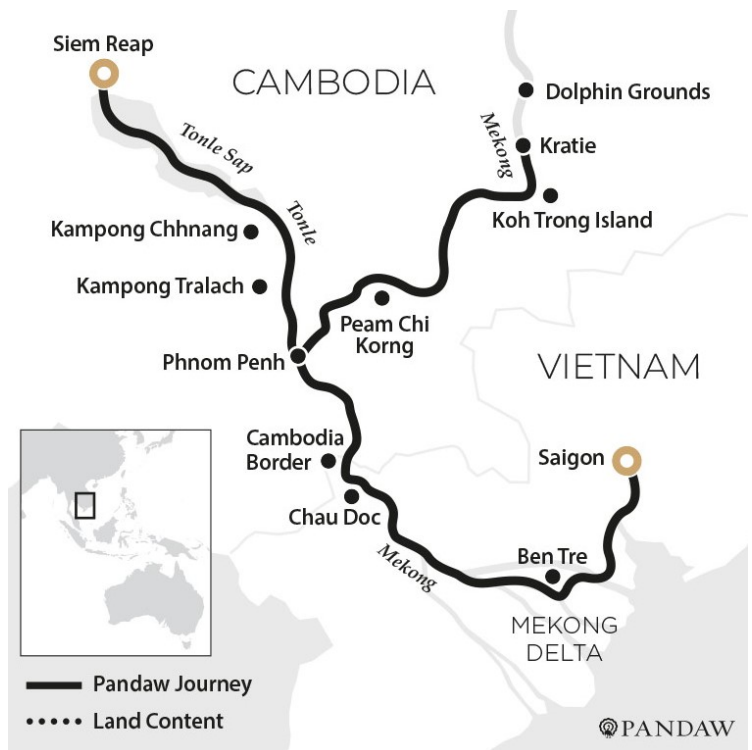 Siem Reap
CAMBODIA
Dolphin Grounds
Mekong
Kratie
Tonle Sap
Koh Trong Island
Tonle
Kampong Chhnang
Kampong Tralach
Peam Chi
Korng
Phnom Penh
VIETNAM
Cambodia
Border
Saigon
Chau Doc
Mekong
Ben Tre
MEKONG
DELTA
Pandaw Journey
Land Content
PANDAW